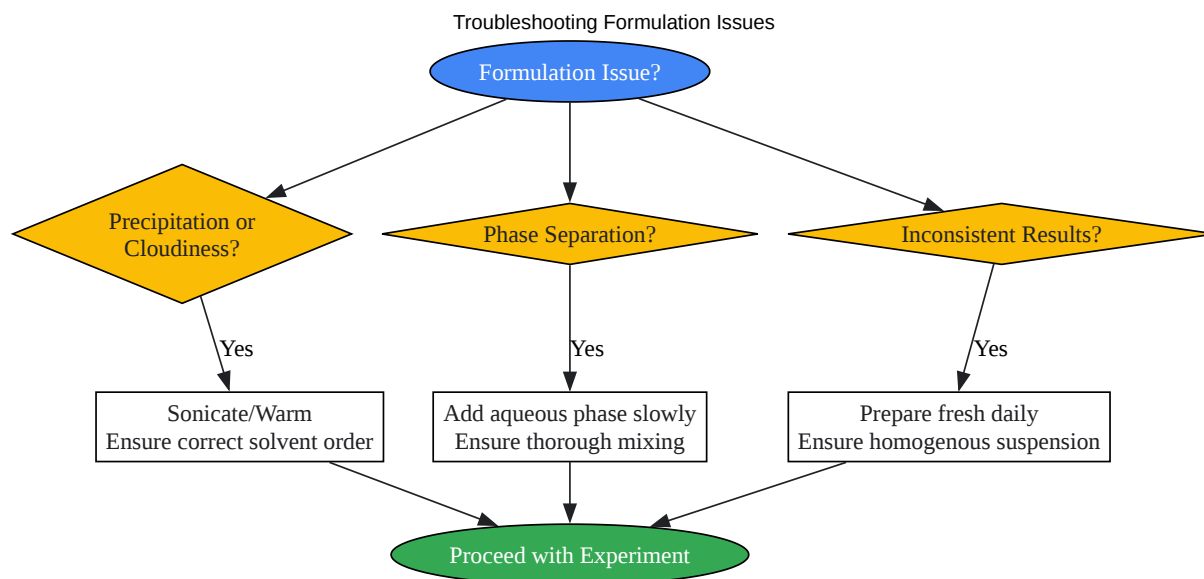 Troubleshooting Formulation Issues
Formulation Issue?
Precipitation or
Cloudiness?
Phase Separation?
Inconsistent Results?
Yes
Yes
Yes
Sonicate/Warm
Ensure correct solvent order
Add aqueous phase slowly
Ensure thorough mixing
Prepare fresh daily
Ensure homogenous suspension
Proceed with Experiment